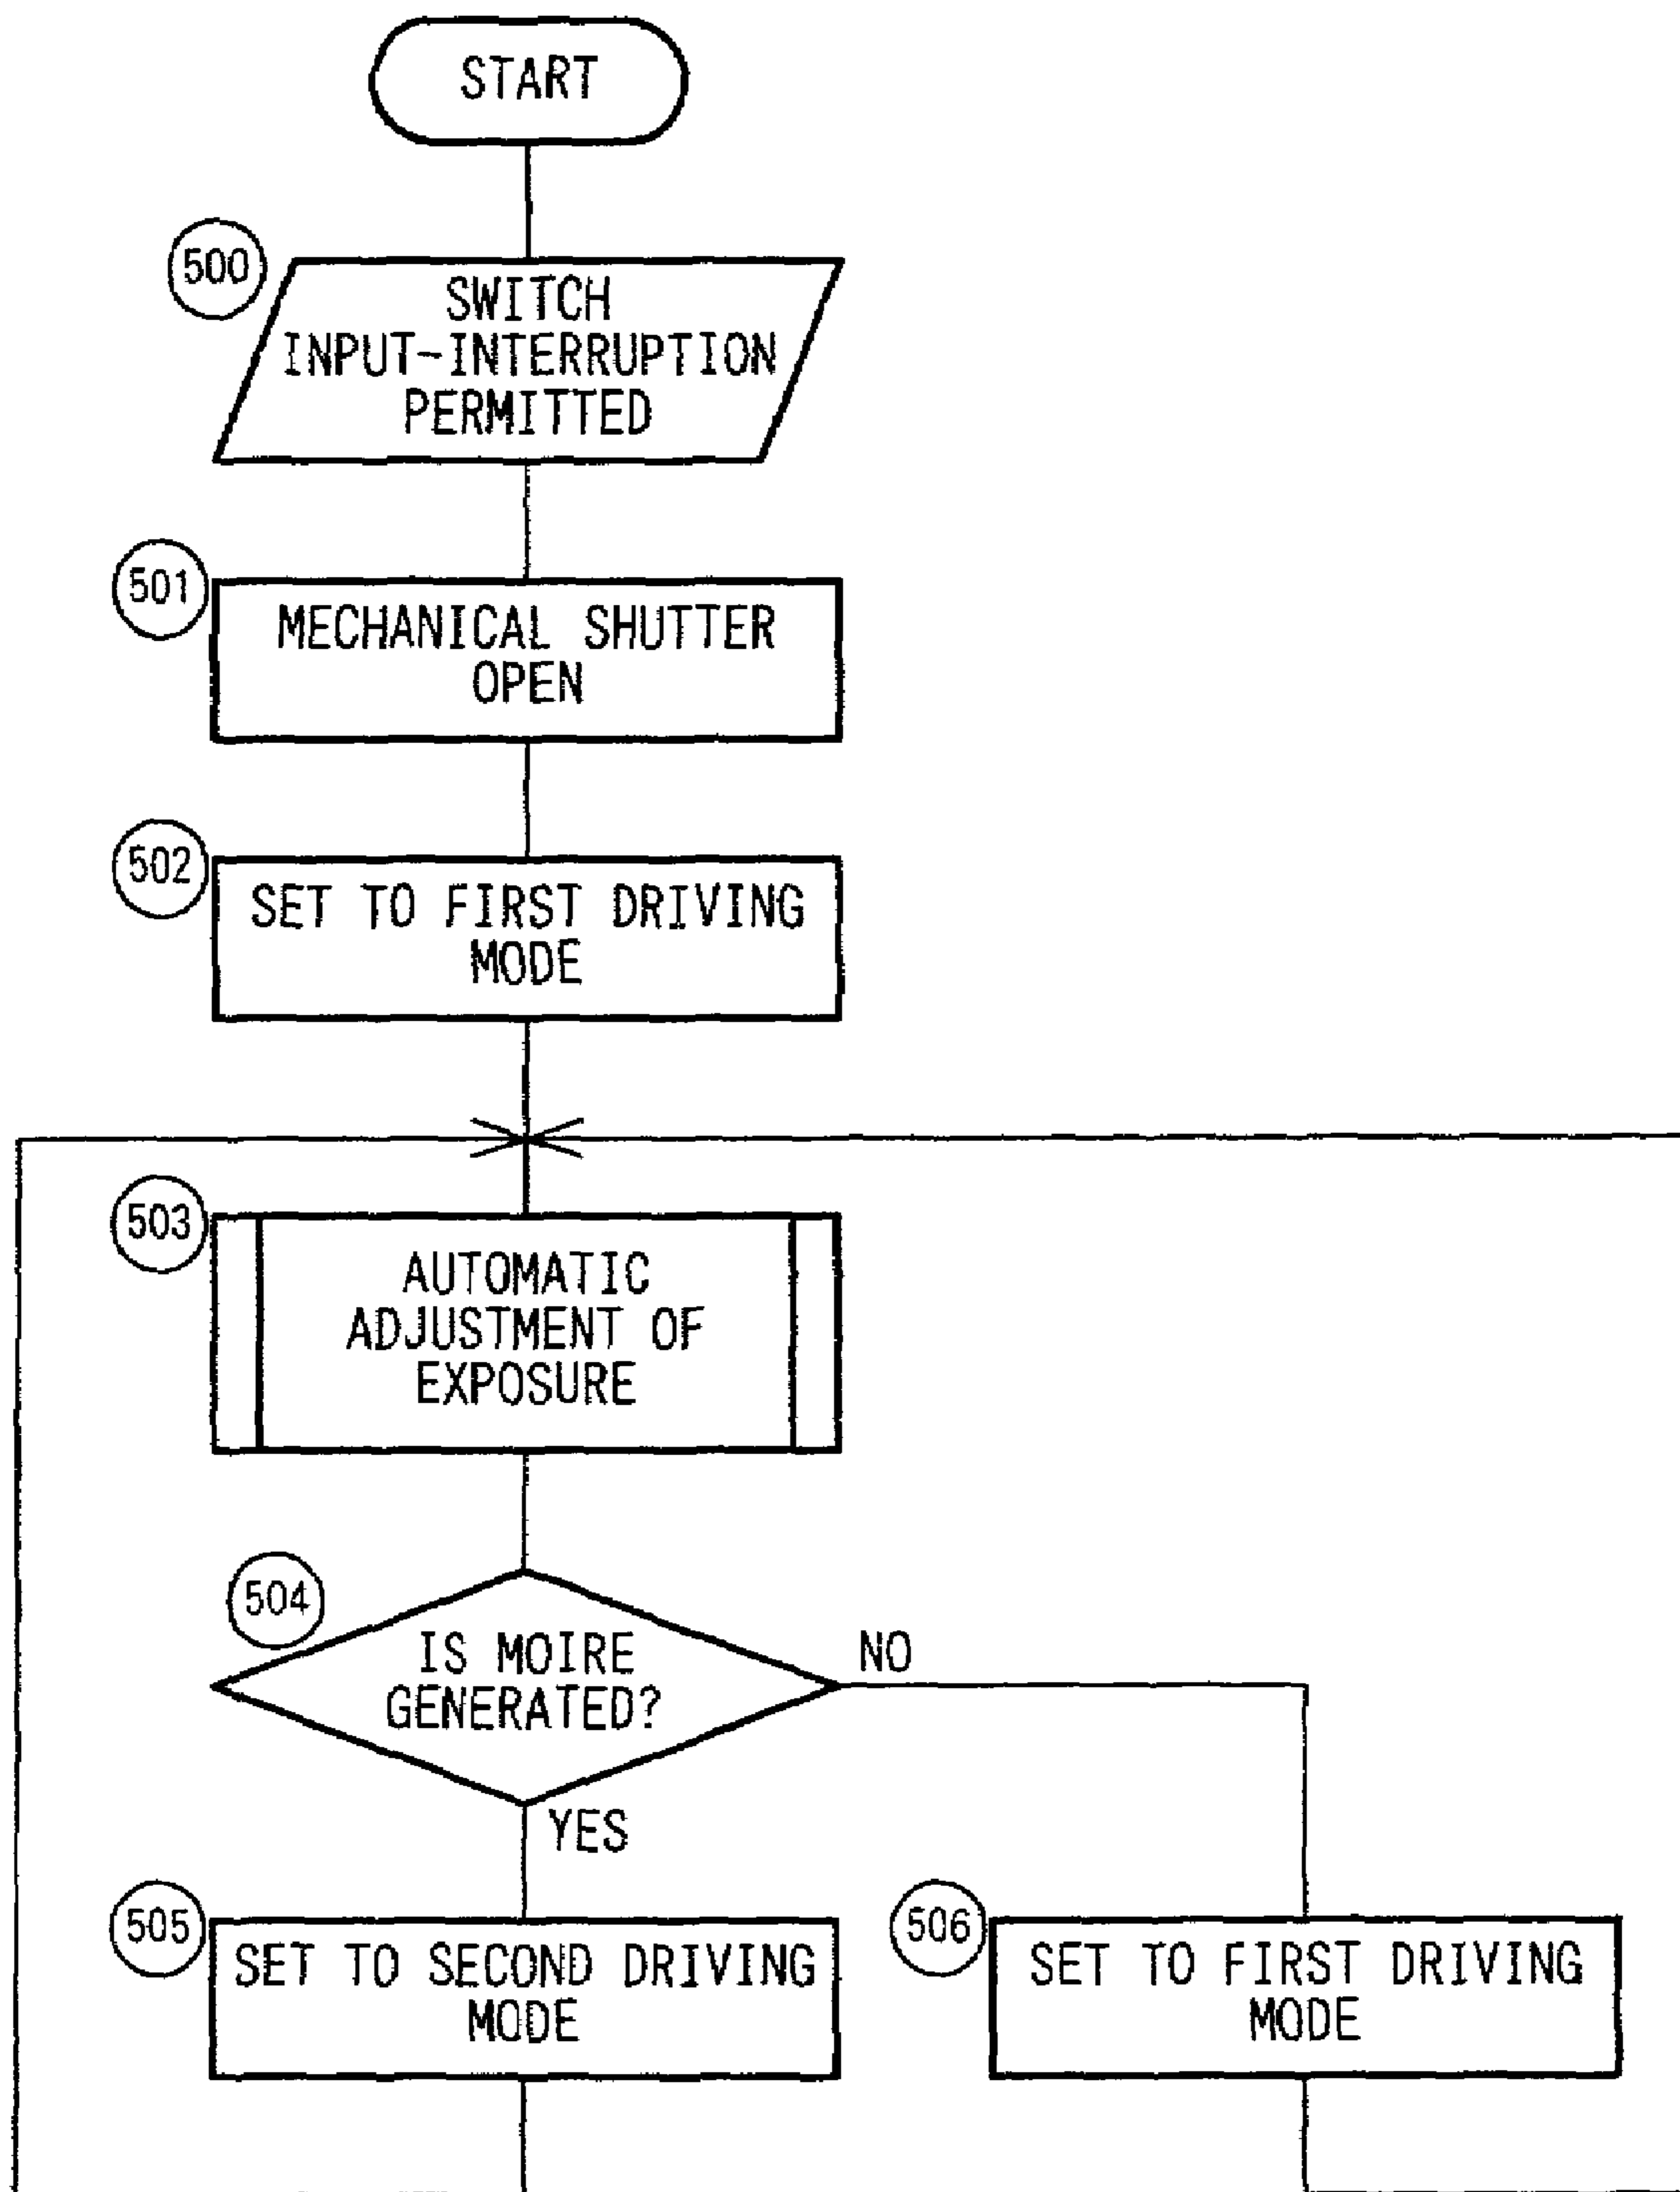 START
500
SWITCH
INPUT-INTERRUPTION
PERMITTED
501
MECHANICAL SHUTTER
OPEN
502
SET TO FIRST DRIVING
MODE
503
AUTOMATIC
ADJUSTMENT OF
EXPOSURE
504
IS MOIRE
GENERATED?
NO
YES
505
SET TO SECOND DRIVING
MODE
506
SET TO FIRST DRIVING
MODE